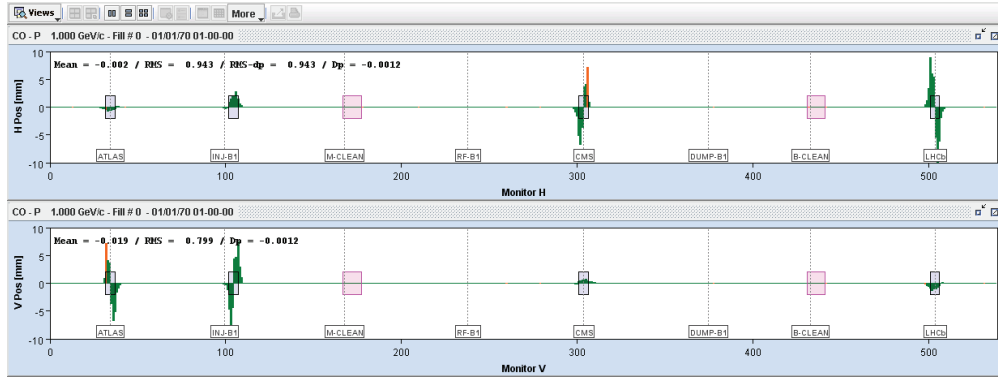 Views More
CO - P 1.000 GeV/c - Fill # 0 - 01/01/70 01-00-00
Mean = -0.002 / RMS = 0.943 / RMS-dp = 0.943 / Dp = -0.0012
H Pos [mm]
10
5
0
-5
-10
ATLAS INJ-B1 M-CLEAN RF-B1 CMS DUMP-B1 B-CLEAN LHCb
0 100 200 300 400 500
Monitor H
CO - P 1.000 GeV/c - Fill # 0 - 01/01/70 01-00-00
Mean = -0.019 / RMS = 0.799 / Dp = -0.0012
V Pos [mm]
10
5
0
-5
-10
ATLAS INJ-B1 M-CLEAN RF-B1 CMS DUMP-B1 B-CLEAN LHCb
0 100 200 300 400 500
Monitor V